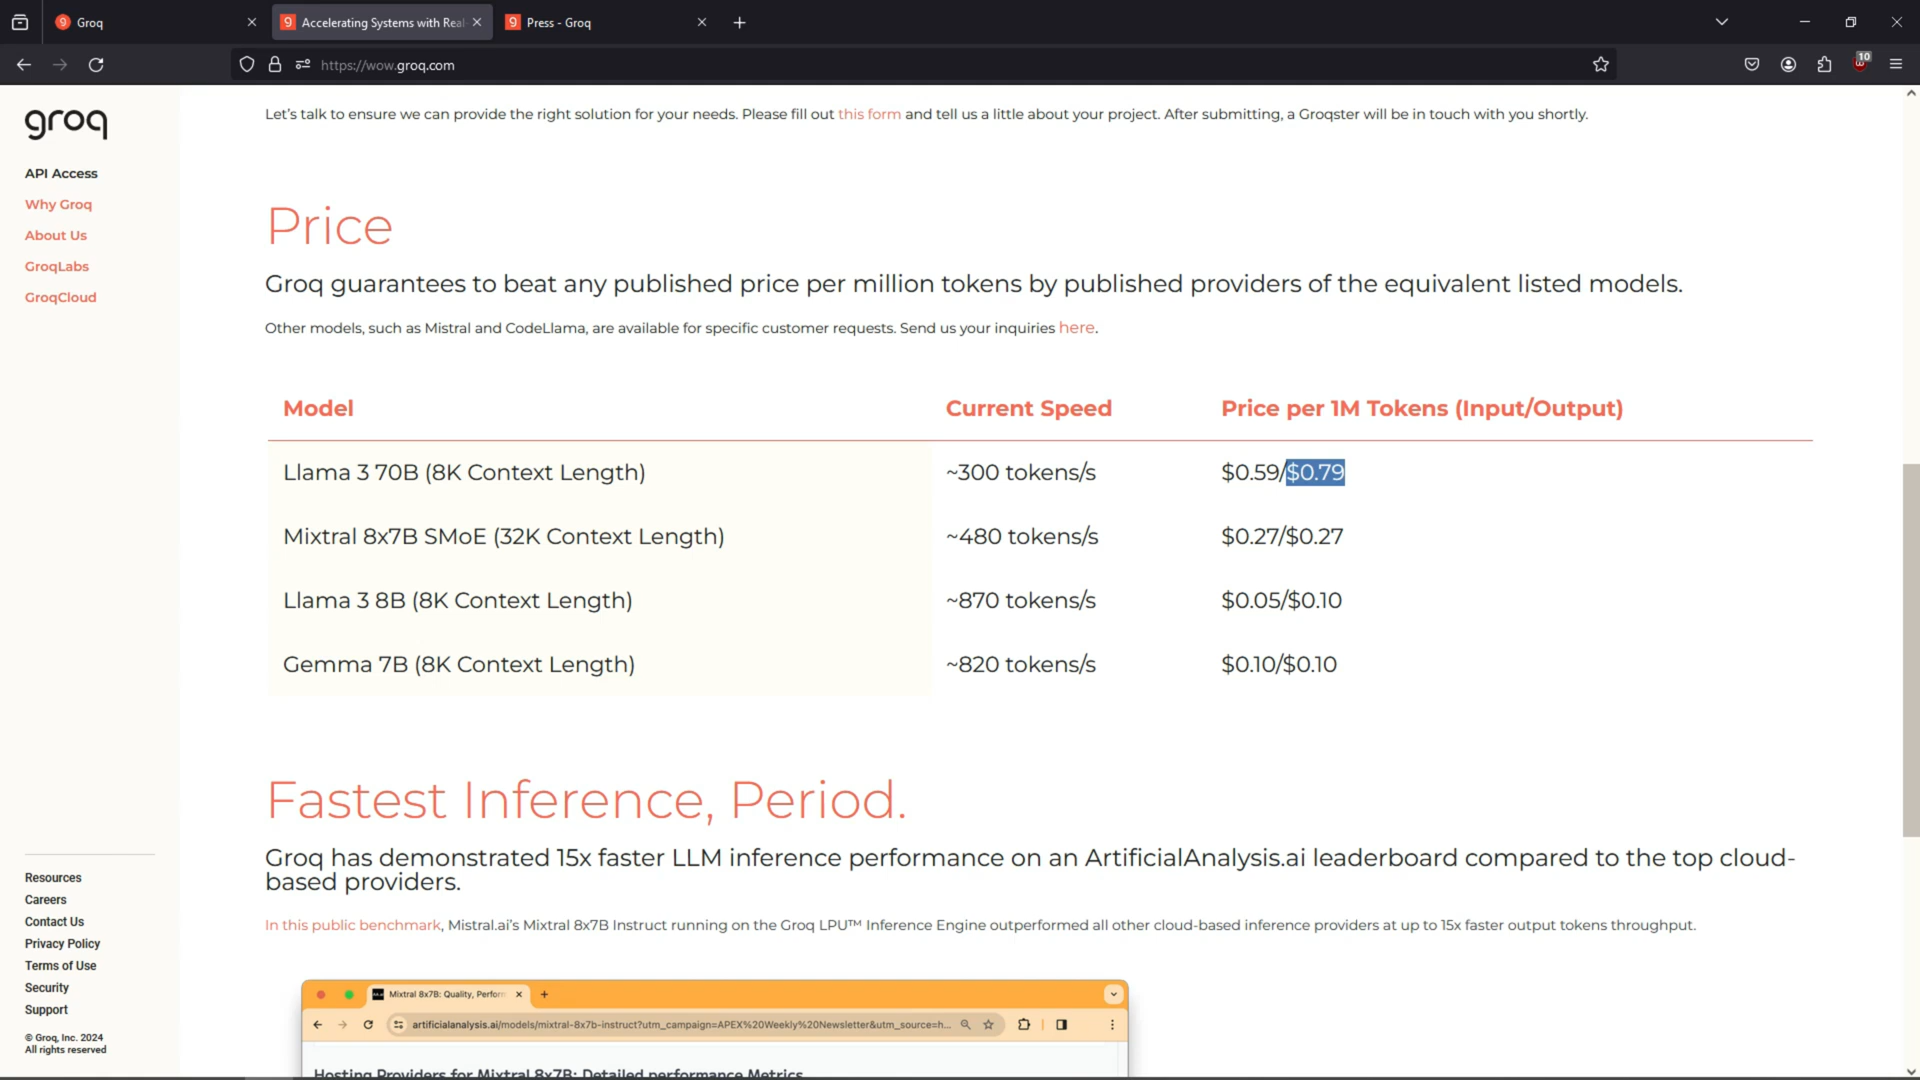 Groq
Accelerating Systems with Real-
Press - Groq
https://wow.groq.com
10
groq
API Access
Why Groq
About Us
GroqLabs
GroqCloud
Let's talk to ensure we can provide the right solution for your needs. Please fill out this form and tell us a little about your project. After submitting, a Groqster will be in touch with you shortly.
Price
Groq guarantees to beat any published price per million tokens by published providers of the equivalent listed models.
Other models, such as Mistral and CodeLlama, are available for specific customer requests. Send us your inquiries here.
Model Current Speed Price per 1M Tokens (Input/Output)
Llama 3 70B (8K Context Length) ~300 tokens/s $0.59/$0.79
Mixtral 8x7B SMoE (32K Context Length) ~480 tokens/s $0.27/$0.27
Llama 3 8B (8K Context Length) ~870 tokens/s $0.05/$0.10
Gemma 7B (8K Context Length) ~820 tokens/s $0.10/$0.10
Fastest Inference, Period.
Groq has demonstrated 15x faster LLM inference performance on an ArtificialAnalysis.ai leaderboard compared to the top cloud-
based providers.
In this public benchmark, Mistral.ai's Mixtral 8x7B Instruct running on the Groq LPU™ Inference Engine outperformed all other cloud-based inference providers at up to 15x faster output tokens throughput.
Mixtral 8x7B: Quality, Perform
artificialanalysis.ai/models/mixtral-8x7b-instruct?utm_campaign=APEX%20Weekly%20Newsletter&utm_source=h...
Hosting Providers for Mixtral 8x7B: Detailed performance Metrics
Resources
Careers
Contact Us
Privacy Policy
Terms of Use
Security
Support
© Groq, Inc. 2024
All rights reserved